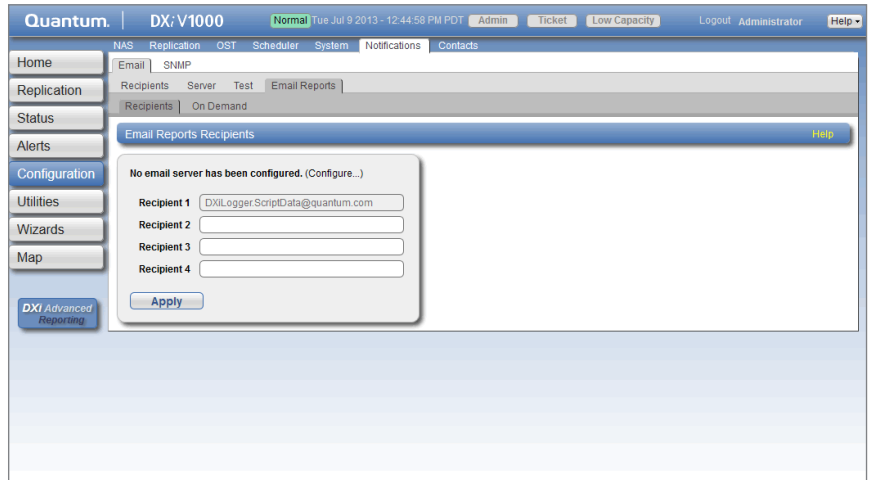 Quantum. DXi V1000 Normal Tue Jul 9 2013 - 12:44:58 PM PDT Admin Ticket Low Capacity Logout Administrator Help
NAS Replication OST Scheduler System Notifications Contacts
Home
Email SNMP
Replication
Recipients Server Test Email Reports
Recipients On Demand
Status
Email Reports Recipients Help
Alerts
Configuration
No email server has been configured. (Configure...)
Utilities
Recipient 1 DXiLogger.ScriptData@quantum.com
Recipient 2
Wizards
Recipient 3
Map
Recipient 4
Apply
DXi Advanced
Reporting